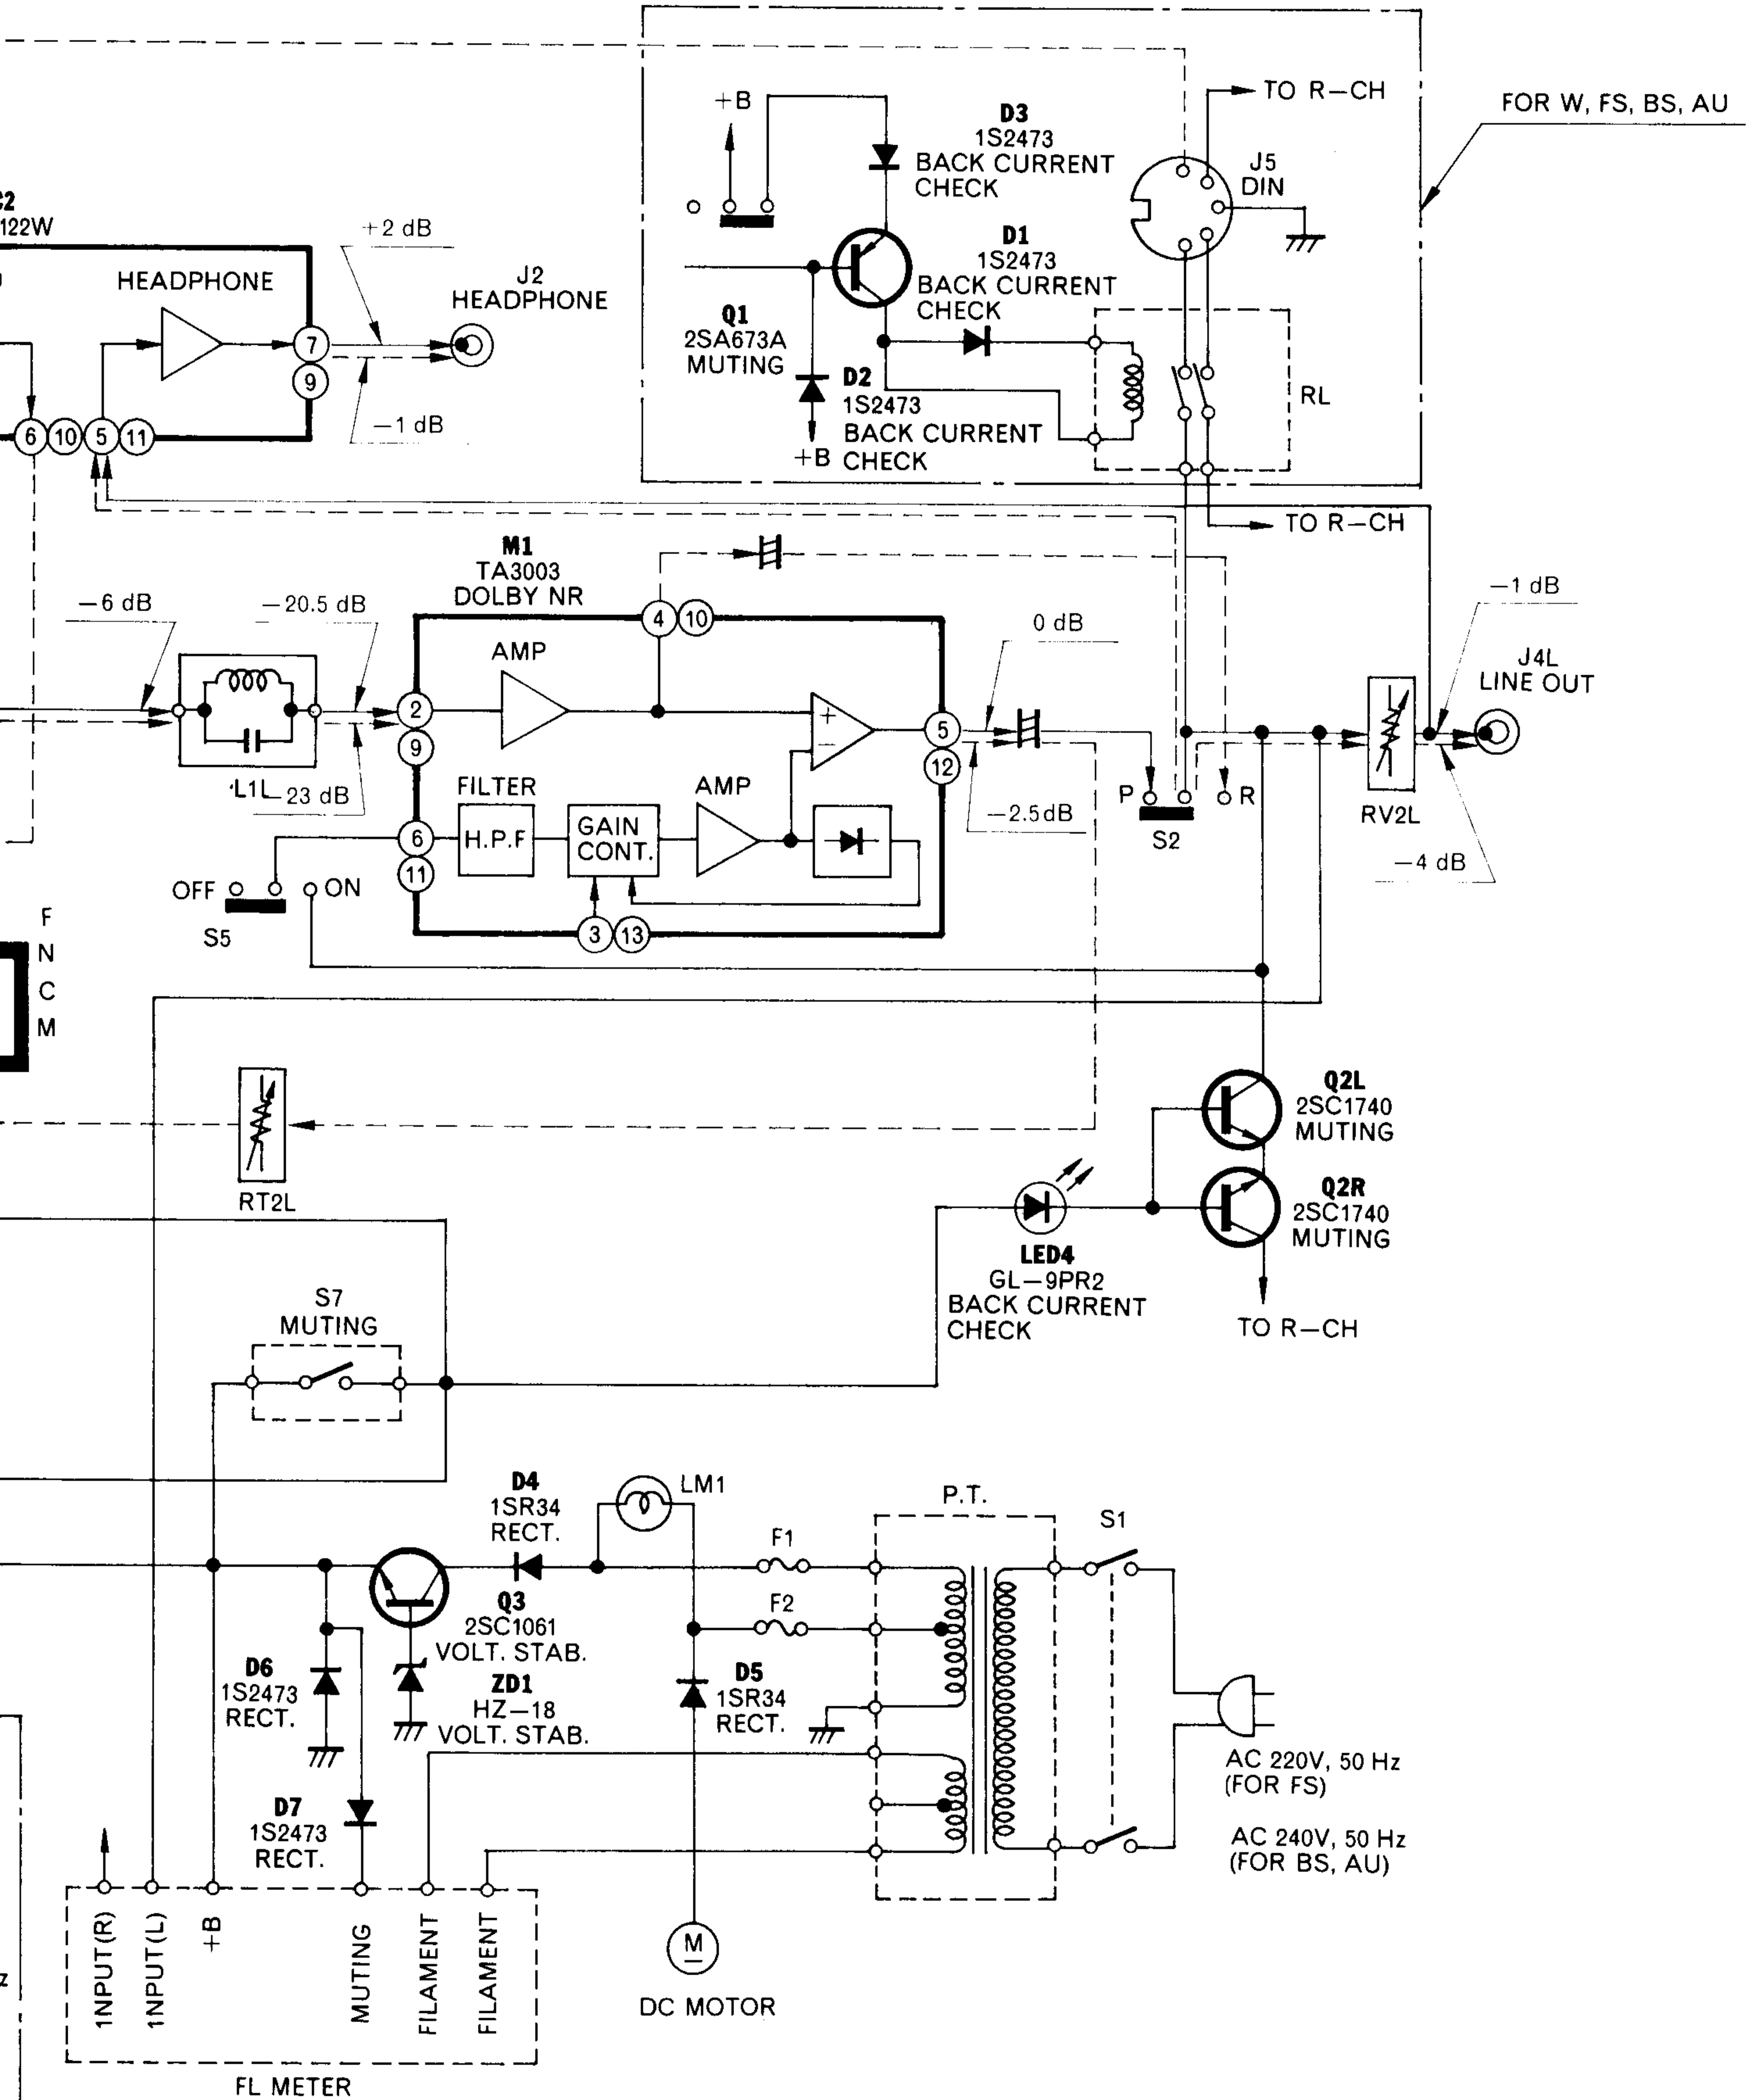 +B
TO R—CH
D3
1S2473
BACK CURRENT
CHECK
FOR W, FS, BS, AU
J5
DIN
122W
+2 dB
HEADPHONE
J2
HEADPHONE
D1
1S2473
BACK CURRENT
CHECK
Q1
2SA673A
MUTING
7
9
D2
1S2473
BACK CURRENT
CHECK
+B
RL
—1 dB
6 10 5 11
TO R—CH
M1
TA3003
DOLBY NR
—6 dB
—20.5 dB
4 10
AMP
0 dB
—1 dB
J4L
LINE OUT
2
9
+
—
5
12
L1L
—23 dB
FILTER
AMP
—2.5dB
P
R
S2
RV2L
6
11
H.P.F
GAIN
CONT.
—4 dB
OFF
ON
S5
3 13
F
N
C
M
Q2L
2SC1740
MUTING
RT2L
Q2R
2SC1740
MUTING
LED4
GL—9PR2
BACK CURRENT
CHECK
TO R—CH
S7
MUTING
D4
1SR34
RECT.
LM1
P.T.
S1
F1
F2
Q3
2SC1061
VOLT. STAB.
D6
1S2473
RECT.
ZD1
HZ—18
VOLT. STAB.
D5
1SR34
RECT.
AC 220V, 50 Hz
(FOR FS)
AC 240V, 50 Hz
(FOR BS, AU)
D7
1S2473
RECT.
1NPUT(R)
1NPUT(L)
+B
MUTING
FILAMENT
FILAMENT
M
DC MOTOR
FL METER